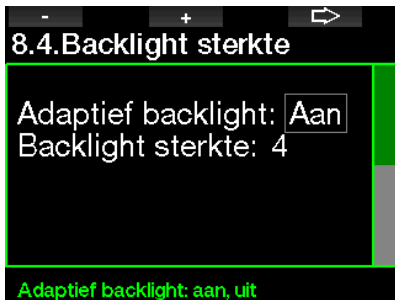 - +
8.4.Backlight sterkte
Adaptief backlight: Aan
Backlight sterkte: 4
Adaptief backlight: aan, uit